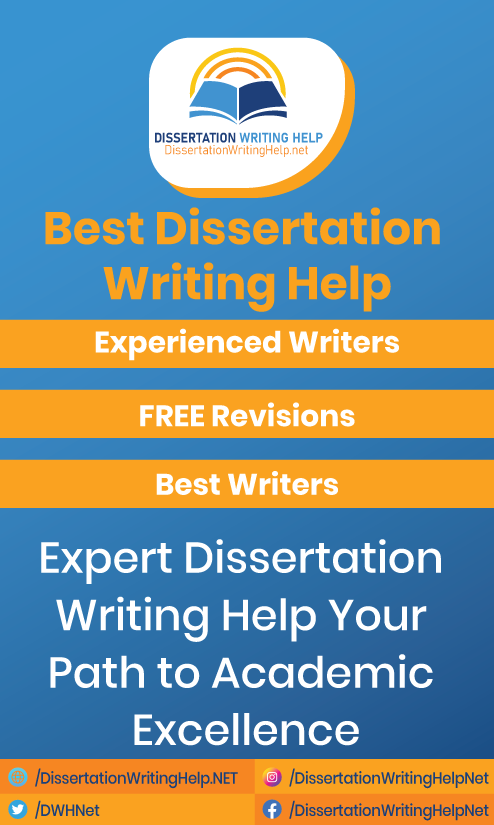 DISSERTATION WRITING HELP
DissertationWritingHelp.net
Best Dissertation
Writing Help
Experienced Writers
FREE Revisions
Best Writers
Expert Dissertation
Writing Help Your
Path to Academic
Excellence
/DissertationWritingHelp.NET
/DissertationWritingHelpNet
/DWHNet
/DissertationWritingHelpNet